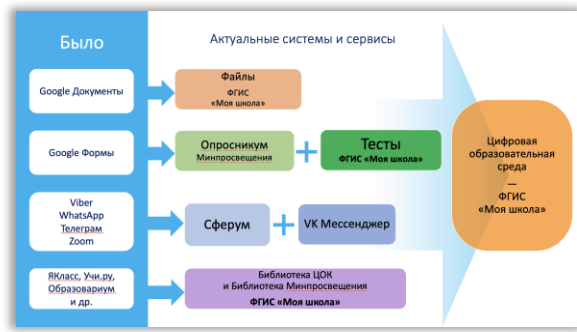 Было
Актуальные системы и сервисы
Google Документы
Файлы
ФГИС
«Моя школа»
Google Формы
Опросникум
Минпросвещения
Тесты
ФГИС «Моя школа»
Viber
WhatsApp
Телеграм
Zoom
Сферум
VK Мессенджер
ЯКласс, Учи.ру,
Образовариум
и др.
Библиотека ЦОК
и Библиотека Минпросвещения
ФГИС «Моя школа»
Цифровая
образовательная
среда
—
ФГИС
«Моя школа»